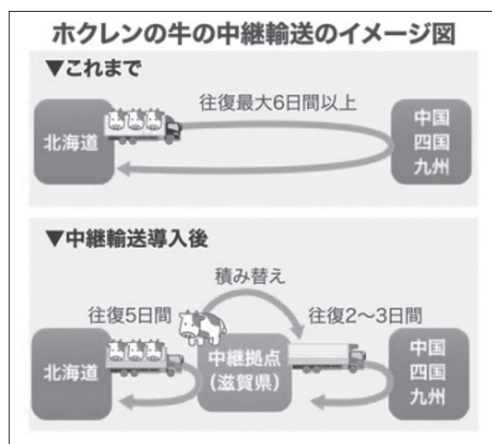 ホクレンの牛の中継輸送のイメージ図
▼これまで
往復最大6日間以上
北海道
中国
四国
九州
▼中継輸送導入後
積み替え
往復5日間
往復2〜3日間
北海道
中継拠点
(滋賀県)
中国
四国
九州